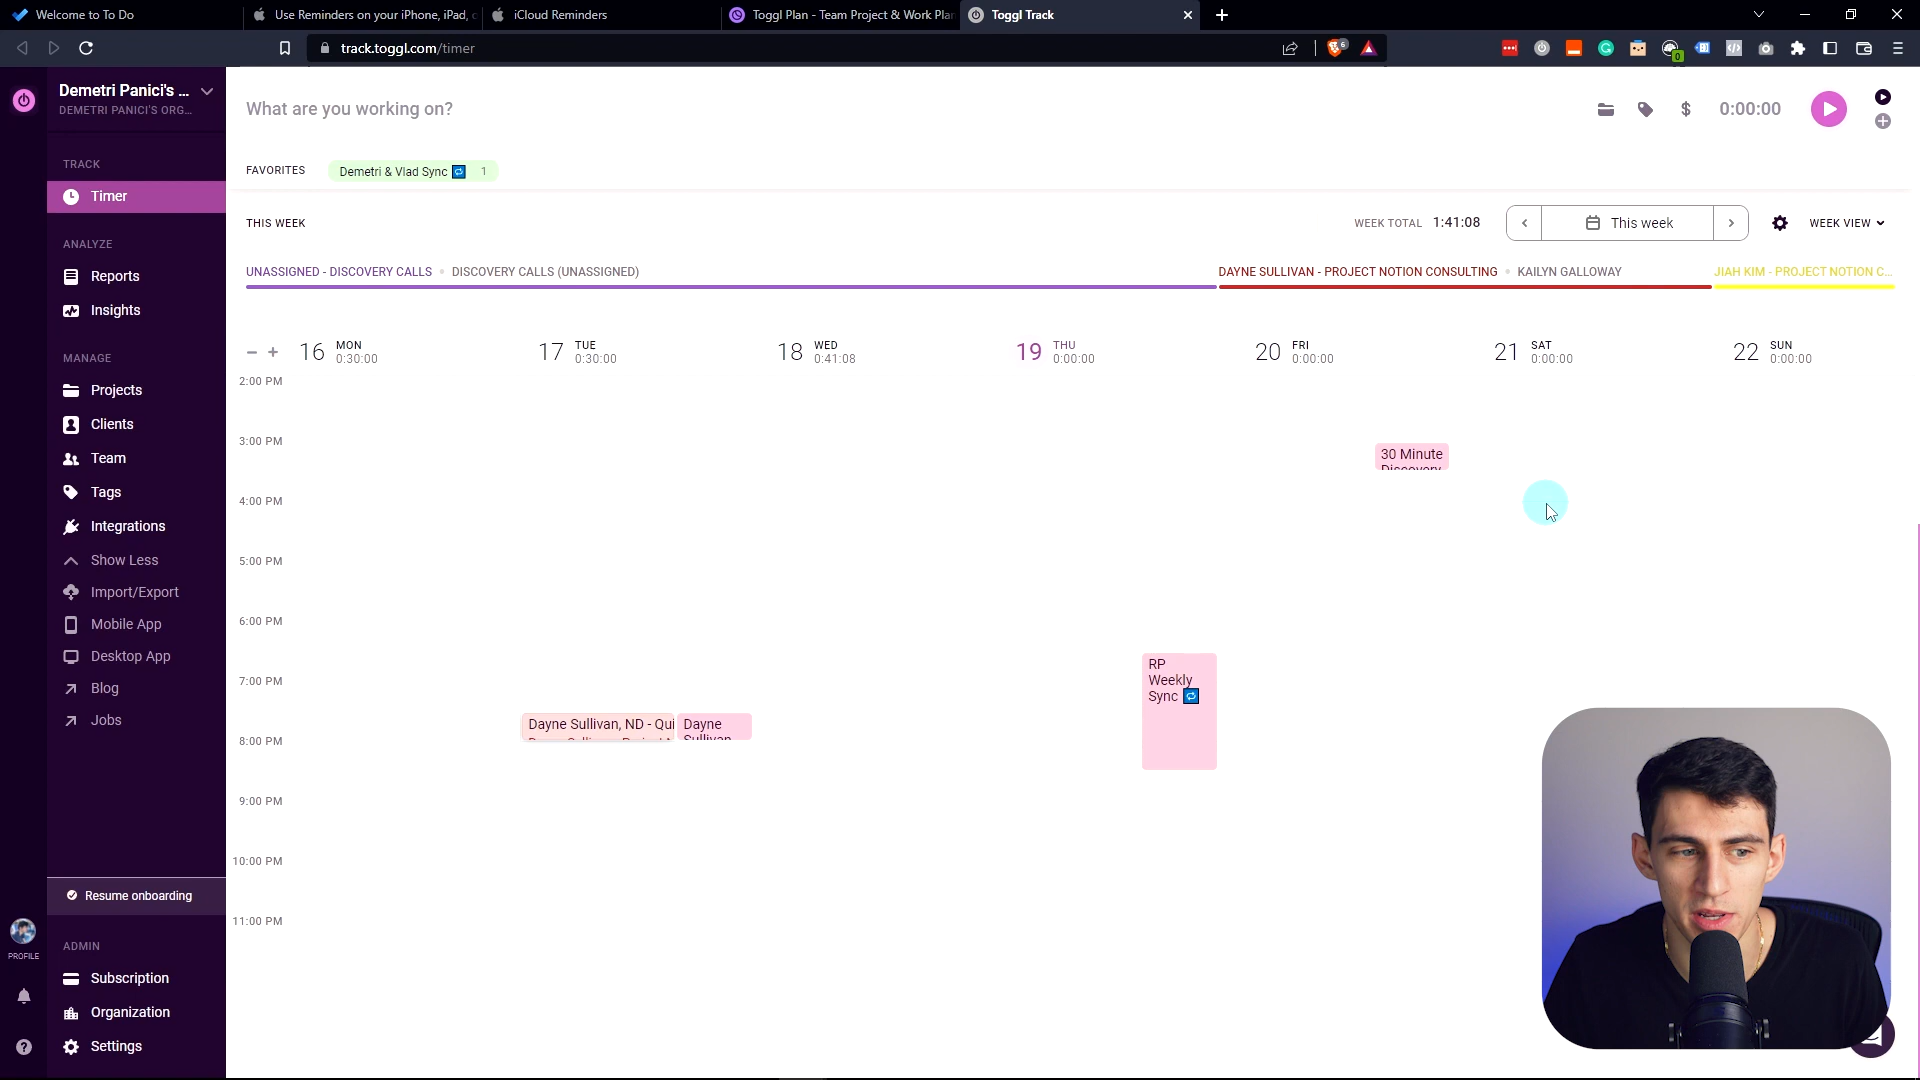 Welcome to To Do
Use Reminders on your iPhone, iPad,
iCloud Reminders
Toggl Plan - Team Project & Work Plan
Toggl Track
track.toggl.com/timer
6
0
Demetri Panici's ...
DEMETRI PANICI'S ORG...
TRACK
Timer
ANALYZE
Reports
Insights
MANAGE
Projects
Clients
Team
Tags
Integrations
Show Less
Import/Export
Mobile App
Desktop App
Blog
Jobs
Resume onboarding
ADMIN
Subscription
Organization
Settings
PROFILE
What are you working on?
$
0:00:00
FAVORITES
Demetri & Vlad Sync 🔁 1
THIS WEEK
WEEK TOTAL 1:41:08
This week
WEEK VIEW
UNASSIGNED - DISCOVERY CALLS • DISCOVERY CALLS (UNASSIGNED)
DAYNE SULLIVAN - PROJECT NOTION CONSULTING • KAILYN GALLOWAY
JIAH KIM - PROJECT NOTION C...
16 MON 0:30:00
17 TUE 0:30:00
18 WED 0:41:08
19 THU 0:00:00
20 FRI 0:00:00
21 SAT 0:00:00
22 SUN 0:00:00
2:00 PM
3:00 PM
30 Minute
Discovery
4:00 PM
5:00 PM
6:00 PM
RP
Weekly
Sync 🔁
7:00 PM
Dayne Sullivan, ND - Qui
Dayne
Sullivan
8:00 PM
9:00 PM
10:00 PM
11:00 PM